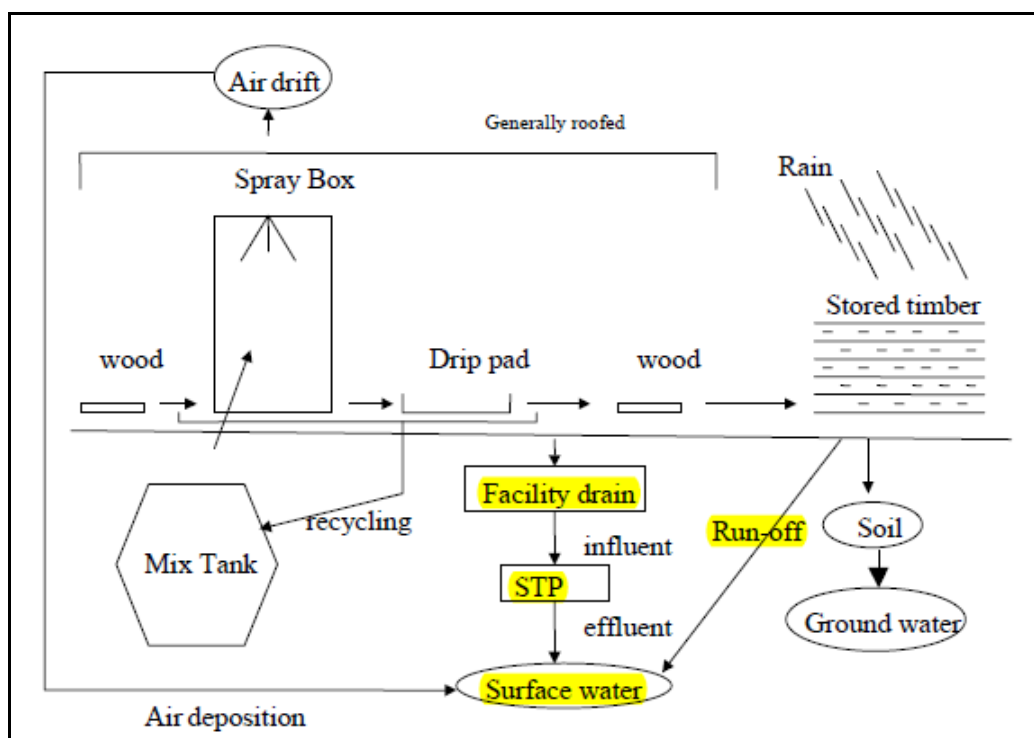 Air drift
Generally roofed
Spray Box
Rain
Stored timber
wood
Drip pad
wood
Facility drain
recycling
Run-off
Soil
influent
Mix Tank
STP
effluent
Ground water
Surface water
Air deposition